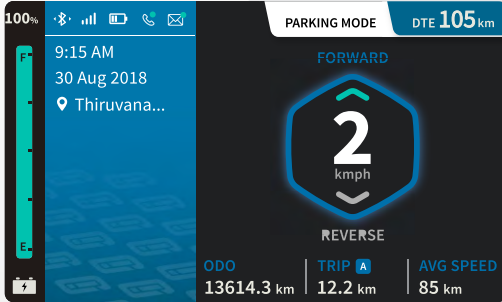 100%
F
E
9:15 AM
30 Aug 2018
Thiruvana...
PARKING MODE
DTE 105 km
FORWARD
2
kmph
REVERSE
ODO
13614.3 km
TRIP A
12.2 km
AVG SPEED
85 km